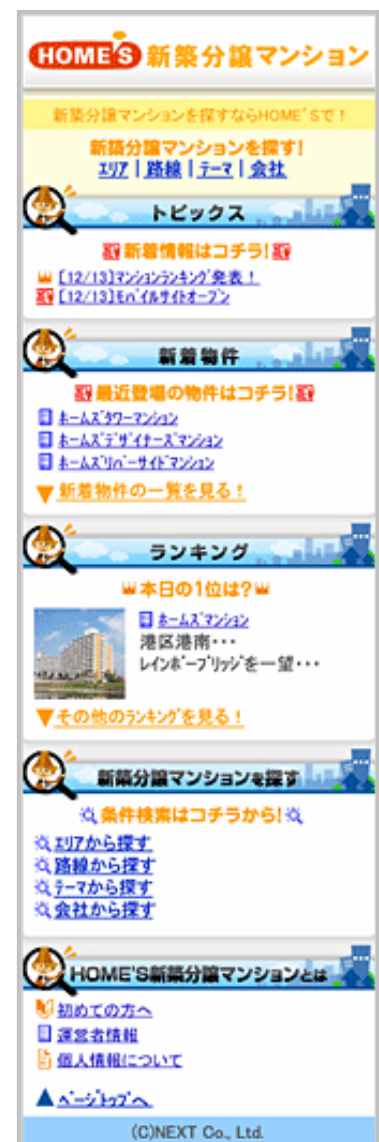 HOME'S 新築分譲マンション
新築分譲マンションを探すならHOME'Sで！
新築分譲マンションを探す!
ｴﾘｱ | 路線 | ﾃｰﾏ | 会社
トピックス
新着情報はコチラ!
[12/13]ﾏﾝｼｮﾝﾗﾝｷﾝｸﾞ発表！
[12/13]ﾓﾊﾞｲﾙｻｲﾄｵｰﾌﾟﾝ
新着物件
最近登場の物件はコチラ!
ﾎｰﾑｽﾞﾀﾜｰﾏﾝｼｮﾝ
ﾎｰﾑｽﾞﾃﾞｻﾞｲﾅｰｽﾞﾏﾝｼｮﾝ
ﾎｰﾑｽﾞﾘﾊﾞｰｻｲﾄﾞﾏﾝｼｮﾝ
▼新着物件の一覧を見る！
ランキング
本日の1位は?
ﾎｰﾑｽﾞﾏﾝｼｮﾝ
港区港南･･･
ﾚｲﾝﾎﾞｰﾌﾞﾘｯｼﾞを一望･･･
▼その他のﾗﾝｷﾝｸﾞを見る！
新築分譲マンションを探す
条件検索はコチラから!
ｴﾘｱから探す
路線から探す
ﾃｰﾏから探す
会社から探す
HOME'S新築分譲マンションとは
初めての方へ
運営者情報
個人情報について
▲ﾍﾟｰｼﾞﾄｯﾌﾟへ
(C)NEXT Co., Ltd.